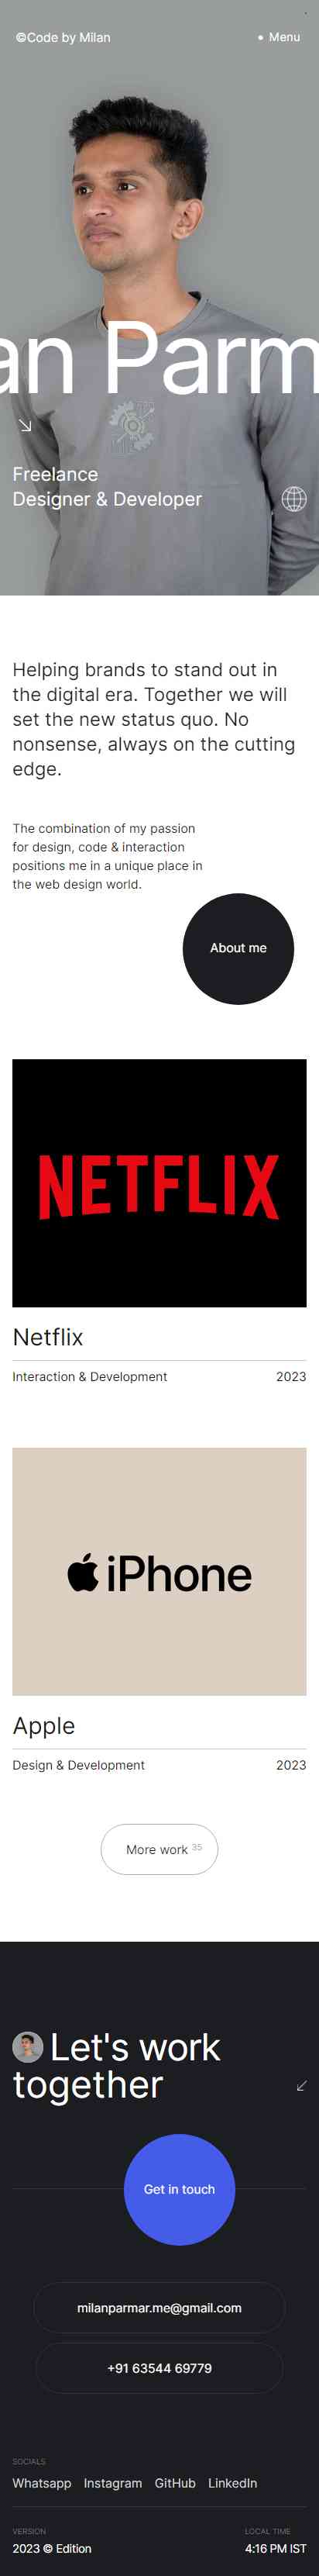 ©Code by Milan
Menu
an Parm
Freelance
Designer & Developer
Helping brands to stand out in
the digital era. Together we will
set the new status quo. No
nonsense, always on the cutting
edge.
The combination of my passion
for design, code & interaction
positions me in a unique place in
the web design world.
About me
NETFLIX
Netflix
Interaction & Development 2023
iPhone
Apple
Design & Development 2023
More work 35
Let's work
together
Get in touch
milanparmar.me@gmail.com
+91 63544 69779
SOCIALS
Whatsapp Instagram GitHub LinkedIn
VERSION LOCAL TIME
2023 © Edition 4:16 PM IST